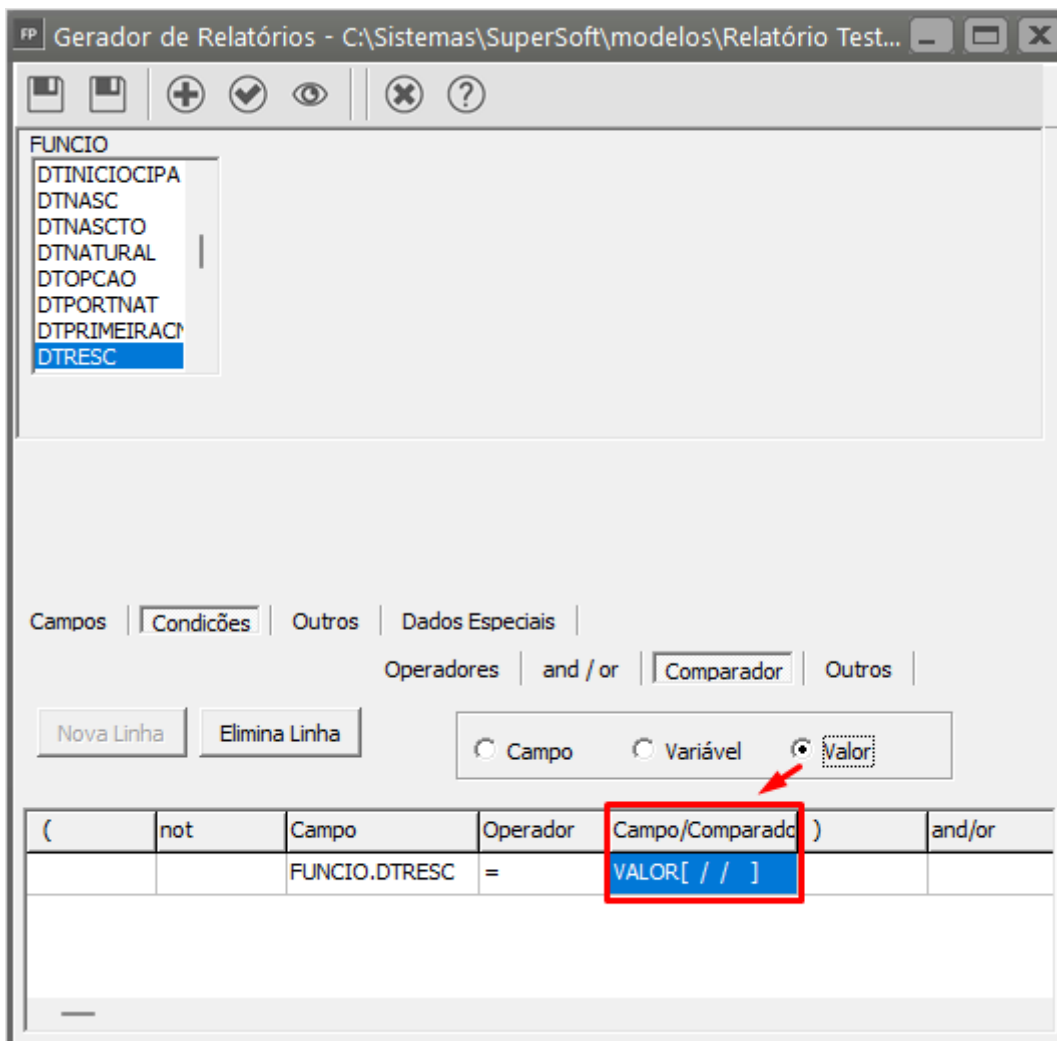 FP Gerador de Relatórios - C:\Sistemas\SuperSoft\modelos\Relatório Test...
FUNCIO
DTINICIOCIPA
DTNASC
DTNASCTO
DTNATURAL
DTOPCAO
DTPORTNAT
DTPRIMEIRACN
DTRESC
Campos Condicões Outros Dados Especiais
Operadores and / or Comparador Outros
Nova Linha Elimina Linha Campo Variável Valor
( not Campo Operador Campo/Comparado ) and/or
FUNCIO.DTRESC = VALOR[ / / ]